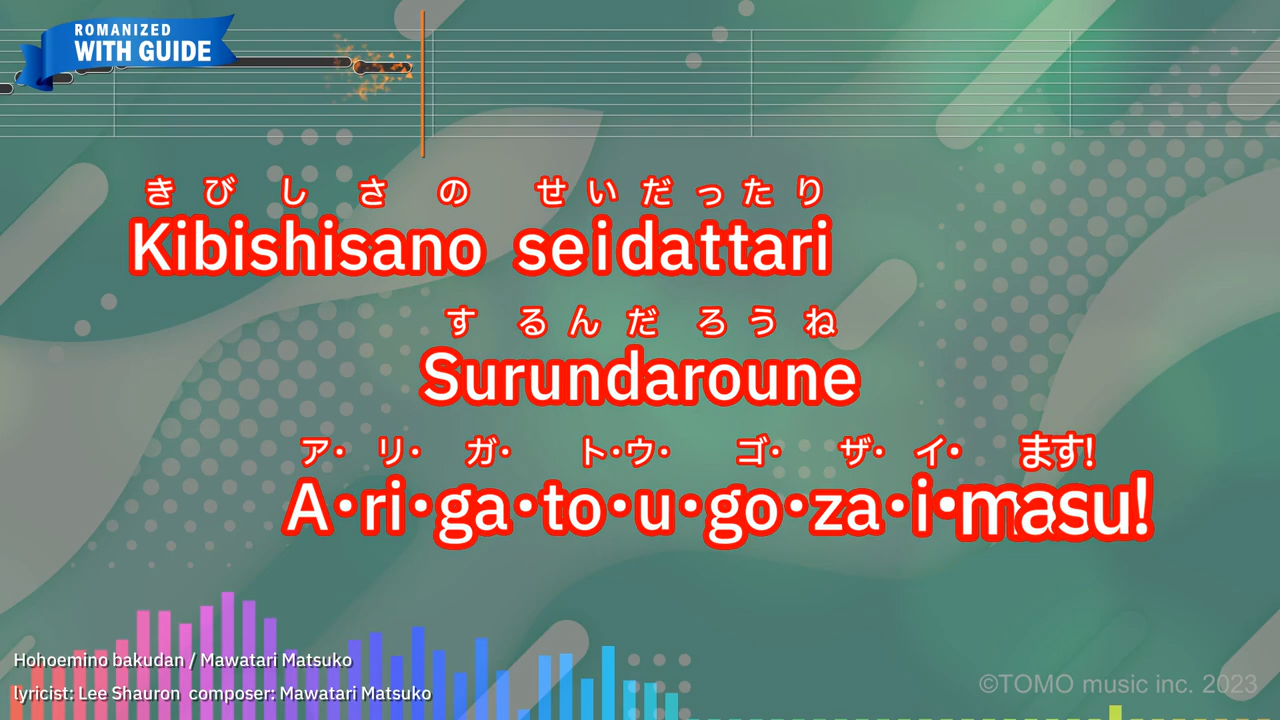 ROMANIZED
WITH GUIDE
きびしさの せいだったり
Kibishisano seidattari
するんだろうね
Surundaroune
ア・リ・ガ・ト・ウ・ゴ・ザ・イ・ます!
A・ri・ga・to・u・go・za・i・masu!
Hohoemino bakudan / Mawatari Matsuko
lyricist: Lee Shauron composer: Mawatari Matsuko
©TOMO music inc. 2023